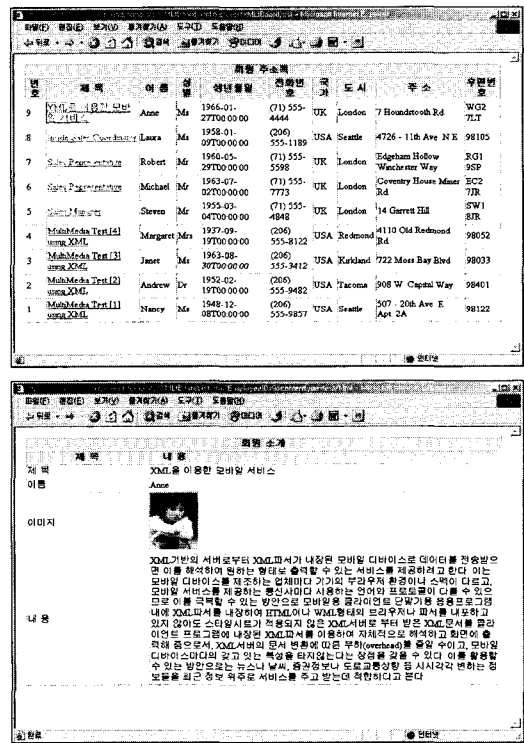 파일(F) 편집(E) 보기(V) 즐겨찾기(A) 도구(T) 도움말(H)
뒤로 검색 즐겨찾기 미디어
회원 주소록
번호 제 목 이 름 성별 생년월일 전화번호 국가 도 시 주 소 우편번호
9 XML을 이용한 모바일 서비스 Anne Ms 1966-01-27T00:00:00 (71) 555-4444 UK London 7 Houndstooth Rd. WG2 7LT
8 Inside Sales Coordinator Laura Ms 1958-01-09T00:00:00 (206) 555-1189 USA Seattle 4726 - 11th Ave. N.E. 98105
7 Sales Representative Robert Mr 1960-05-29T00:00:00 (71) 555-5598 UK London Edgeham Hollow Winchester Way RG1 9SP
6 Sales Representative Michael Mr 1963-07-02T00:00:00 (71) 555-7773 UK London Coventry House Miner Rd. EC2 7JR
5 Sales Manager Steven Mr 1955-03-04T00:00:00 (71) 555-4848 UK London 14 Garrett Hill SW1 8JR
4 MultiMedia Test [4] using XML Margaret Mrs 1937-09-19T00:00:00 (206) 555-8122 USA Redmond 4110 Old Redmond Rd. 98052
3 MultiMedia Test [3] using XML Janet Ms 1963-08-30T00:00:00 (206) 555-3412 USA Kirkland 722 Moss Bay Blvd. 98033
2 MultiMedia Test [2] using XML Andrew Dr 1952-02-19T00:00:00 (206) 555-9482 USA Tacoma 908 W. Capital Way 98401
1 MultiMedia Test [1] using XML Nancy Ms 1948-12-08T00:00:00 (206) 555-9857 USA Seattle 507 - 20th Ave. E. Apt. 2A 98122
인터넷
파일(F) 편집(E) 보기(V) 즐겨찾기(A) 도구(T) 도움말(H)
뒤로 검색 즐겨찾기 미디어
회원 소개
제 목 내 용
제 목 XML을 이용한 모바일 서비스
이름 Anne
이미지
내 용
XML기반의 서버로부터 XML파서가 내장된 모바일 디바이스로 데이터를 전송받으
면 이를 해석하여 원하는 형태로 출력할 수 있는 서비스를 제공하려고 한다 이는
모바일 디바이스를 제조하는 업체마다 기기의 부라우저 환경이나 스펙이 다르고,
모바일 서비스를 제공하는 통신사마다 사용하는 언어와 프로토콜이 다를 수 있으
므로 이를 극복할 수 있는 방안으로 모바일용 클라이언트 단말기용 응용프로그램
내에 XML파서를 내장하여 HTML이나 WML형태의 브라우저나 파서를 내포하고
있지 않아도 스타일시트가 적용되지 않은 XML서버로 부터 받은 XML문서를 클라
이언트 프로그램에 내장된 XML파서를 이용하여 자체적으로 해석하고 화면에 출
력해 줌으로서, XML서버의 문서 변환에 따른 부하(overhead)를 줄일 수이고, 모바일
디바이스마다의 갖고 잇는 특성을 타지않는다는 장점을 갖을 수 있다 이를 활용할
수 있는 방안으로는 뉴스나 날씨, 증권정보나 도로교통상황 등 시시각각 변하는 정
보들을 최근 정보 위주로 서비스를 주고 받는데 적합하다고 본다
완료 인터넷